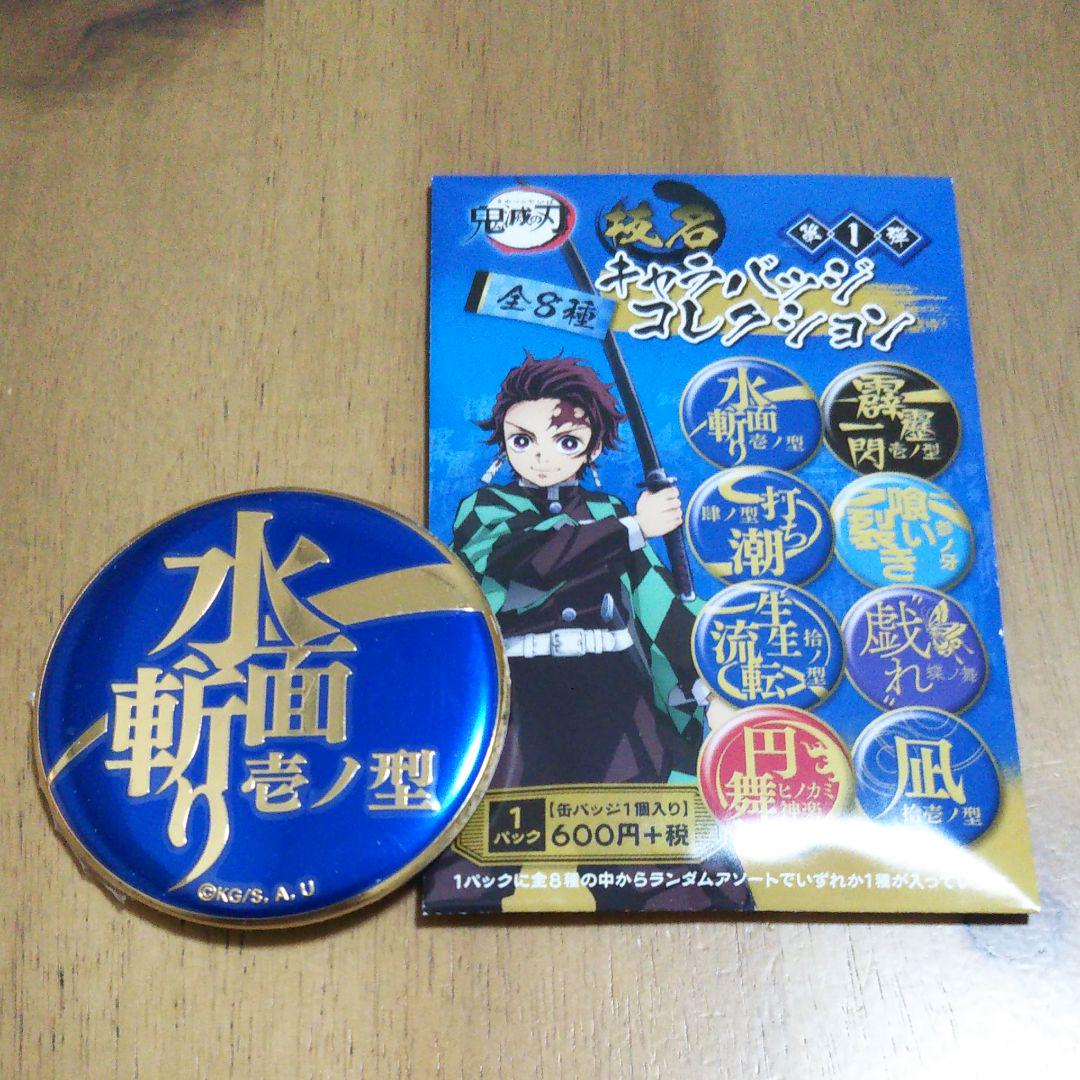 水面
斬り
壱ノ型
©KG/S, A, U
鬼滅の刃
技名
第1弾
キャラバッジ
コレクション
全8種
水面
斬り
壱ノ型
霹靂
一閃
壱ノ型
肆ノ型
打ち
潮
喰い
裂き
参ノ牙
生生
流転
拾ノ型
戯れ
蝶ノ舞
円
舞
ヒノカミ
神楽
凪
拾壱ノ型
1
パック
【缶バッジ1個入り】
600円+税
1パックに全8種の中からランダムアソートでいずれか1種が入ってい